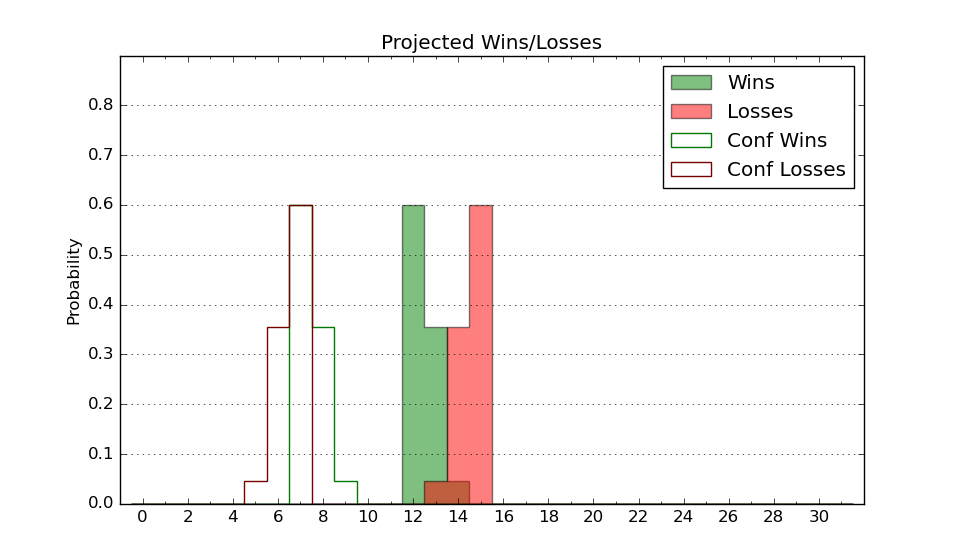 Projected Wins/Losses
Wins
Losses
Conf Wins
Conf Losses
Probability
0.8
0.7
0.6
0.5
0.4
0.3
0.2
0.1
0.0
0 2 4 6 8 10 12 14 16 18 20 22 24 26 28 30